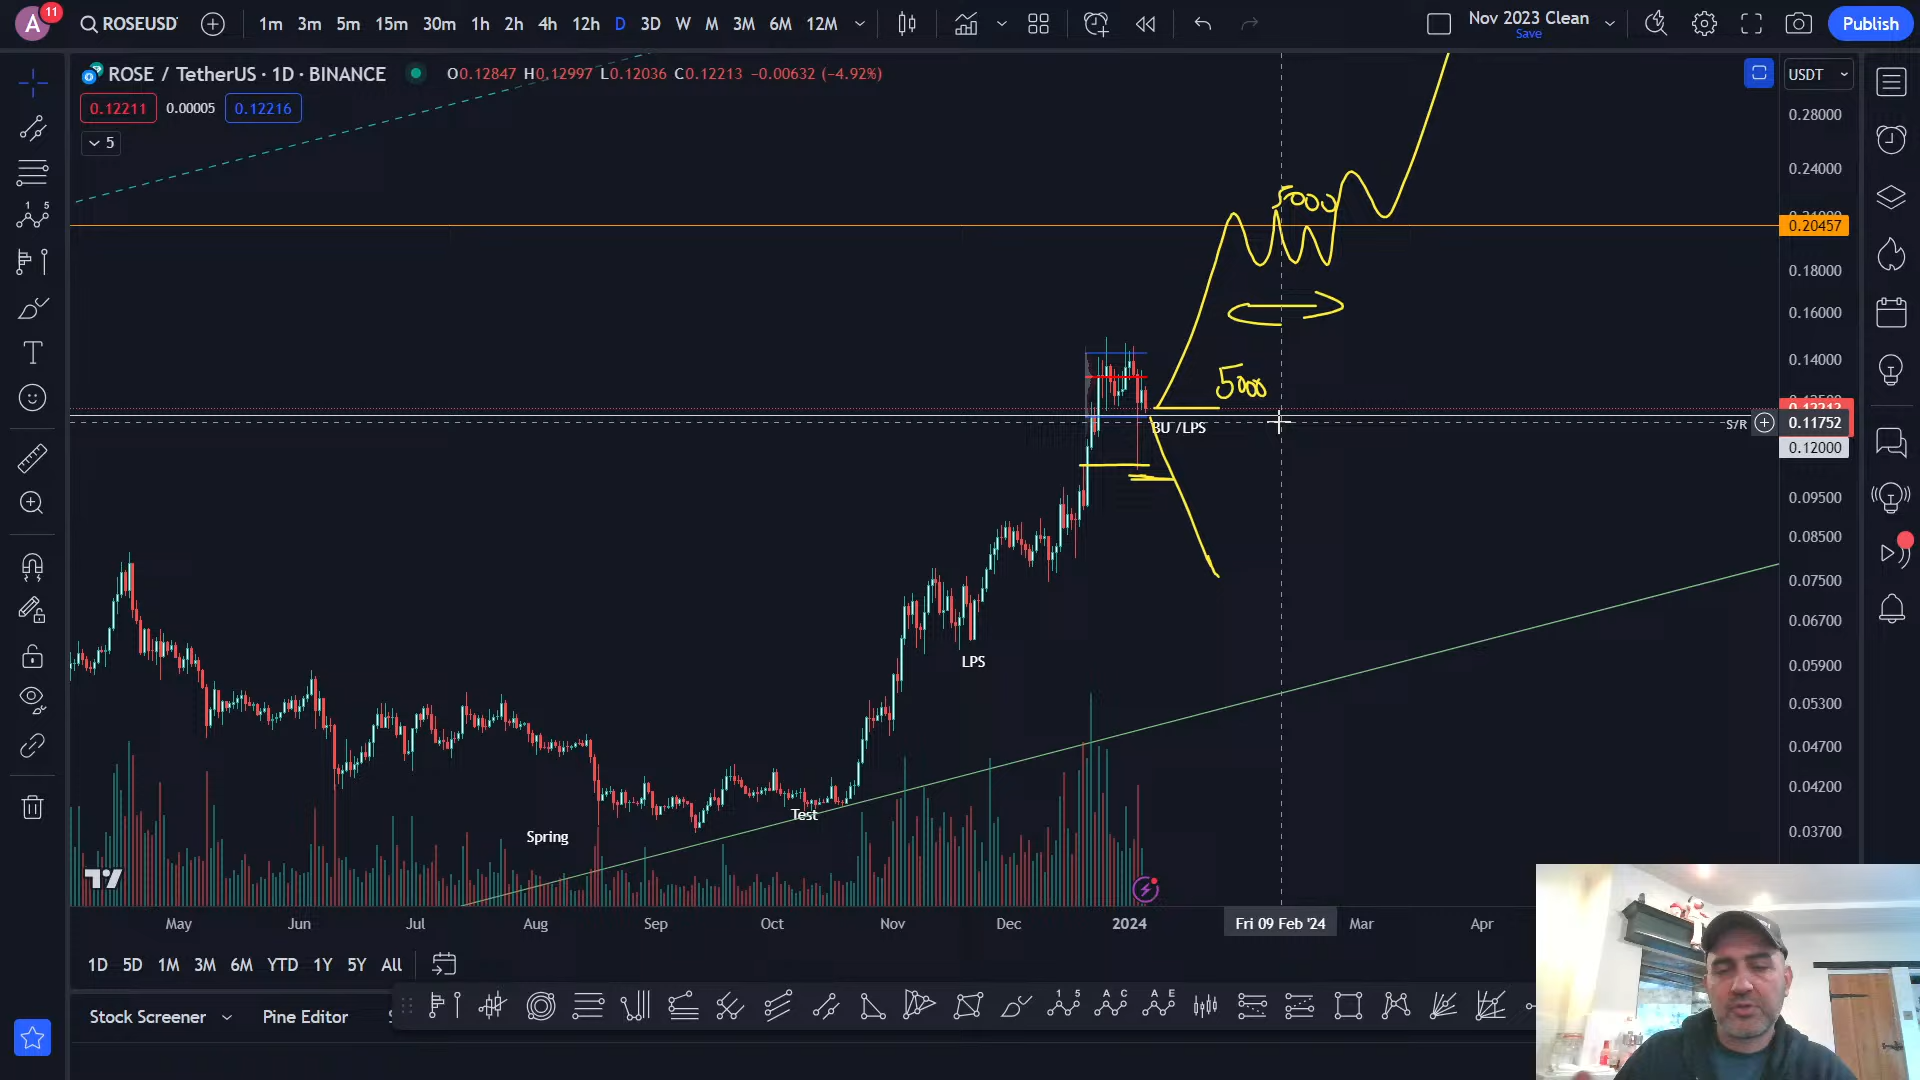 A
11
ROSEUSDT
1m 3m 5m 15m 30m 1h 2h 4h 12h D 3D W M 3M 6M 12M
Nov 2023 Clean
Save
Publish
ROSE / TetherUS · 1D · BINANCE
O0.12847 H0.12997 L0.12036 C0.12213 −0.00632 (−4.92%)
USDT
0.12211 0.00005 0.12216
5
0.28000
0.24000
0.20457
0.18000
0.16000
0.14000
S/R
0.11752
0.12000
0.09500
0.08500
0.07500
0.06700
0.05900
0.05300
0.04700
0.04200
0.03700
5000
5000
BU /LPS
LPS
Test
Spring
May Jun Jul Aug Sep Oct Nov Dec 2024 Fri 09 Feb '24 Mar Apr
1D 5D 1M 3M 6M YTD 1Y 5Y All
Stock Screener Pine Editor